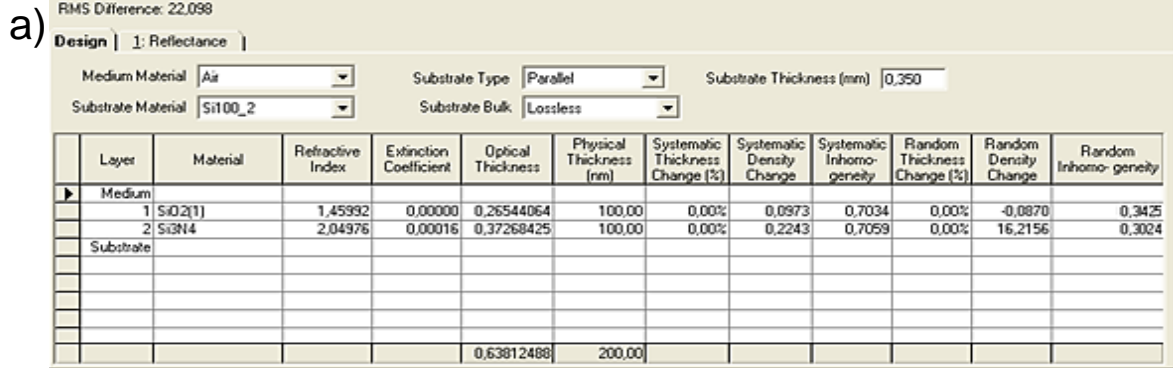 RMS Difference: 22,098
a)
Design 1: Reflectance
Medium Material Air Substrate Type Parallel Substrate Thickness (mm) 0,350
Substrate Material Si100_2 Substrate Bulk Lossless
Layer Material Refractive Index Extinction Coefficient Optical Thickness Physical Thickness (nm) Systematic Thickness Change (%) Systematic Density Change Systematic Inhomo- geneity Random Thickness Change (%) Random Density Change Random Inhomo- geneity
Medium
1 SiO2(1) 1,45992 0,00000 0,26544064 100,00 0,00% 0,0973 0,7034 0,00% -0,0870 0,3425
2 Si3N4 2,04976 0,00016 0,37268425 100,00 0,00% 0,2243 0,7059 0,00% 16,2156 0,3024
Substrate
0,63812488 200,00